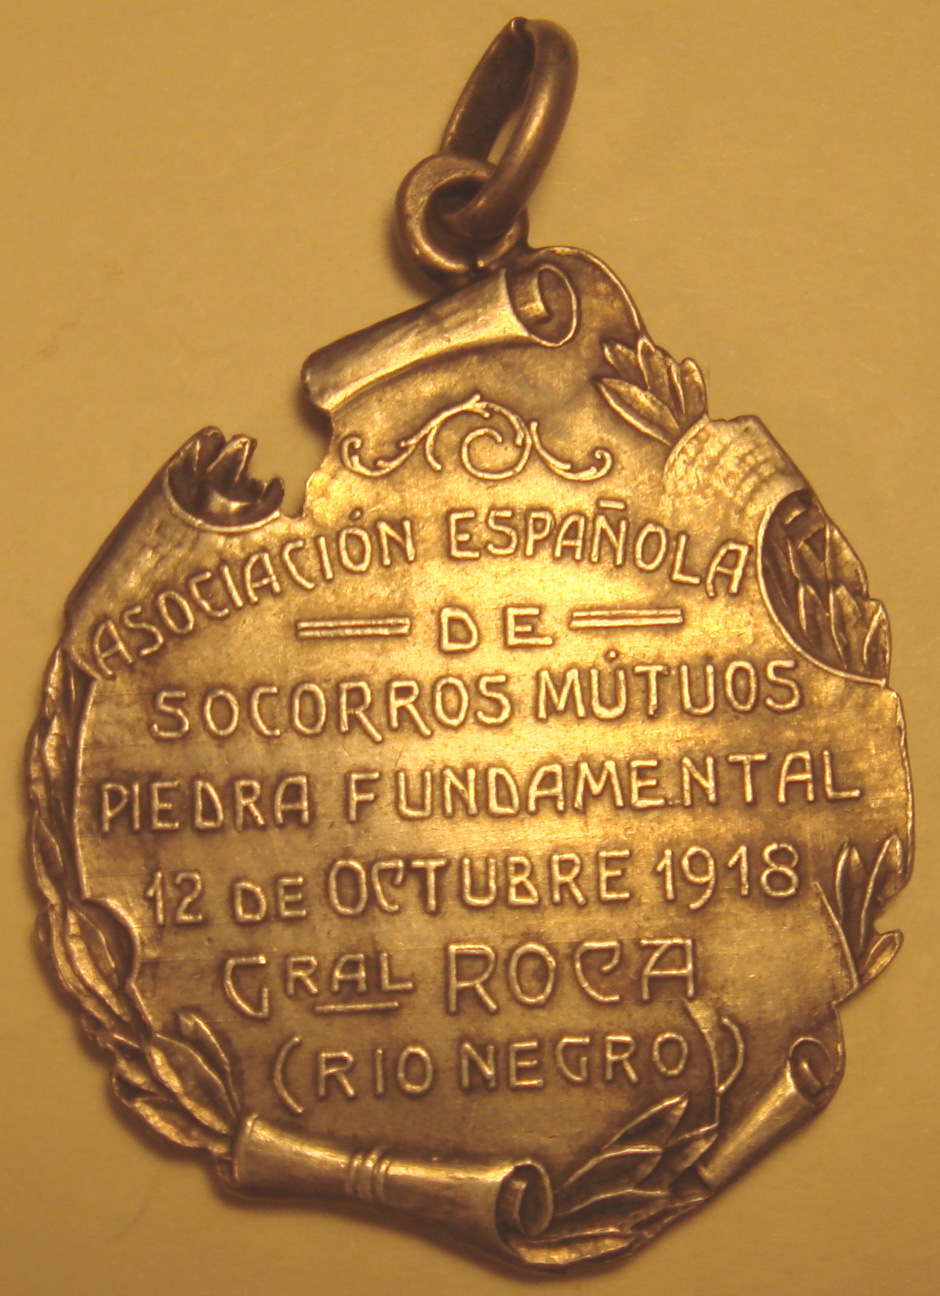 ASOCIACIÓN ESPAÑOLA
DE
SOCORROS MÚTUOS
PIEDRA FUNDAMENTAL
12 DE OCTUBRE 1918
GRAL ROCA
(RIO NEGRO)